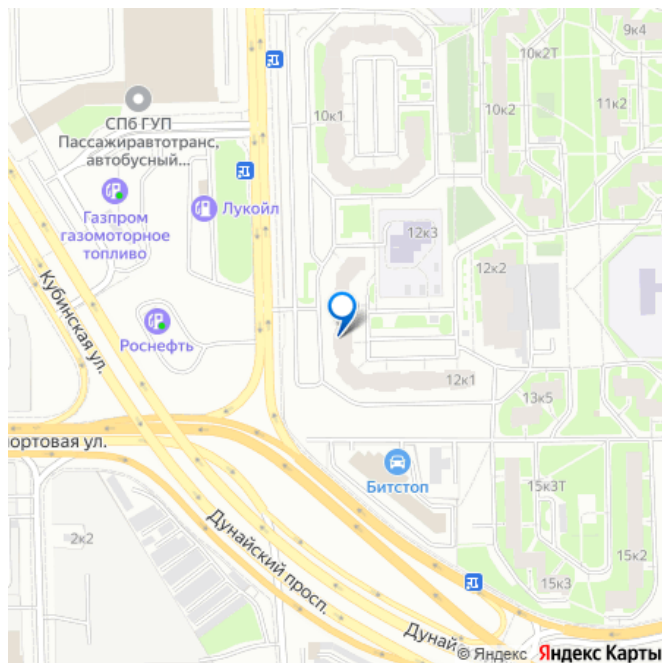 9к4
10к2Т
10к1
10к2
11к2
СПб ГУП
Пассажиравтотранс,
автобусный...
Газпром
газомоторное
топливо
Лукойл
12к3
12к2
Кубинская ул.
Роснефть
12к1
13к5
портовая ул.
Битстоп
15к3Т
2к2
Дунайский просп.
15к2
15к3
Дунай
© Яндекс Яндекс Карты